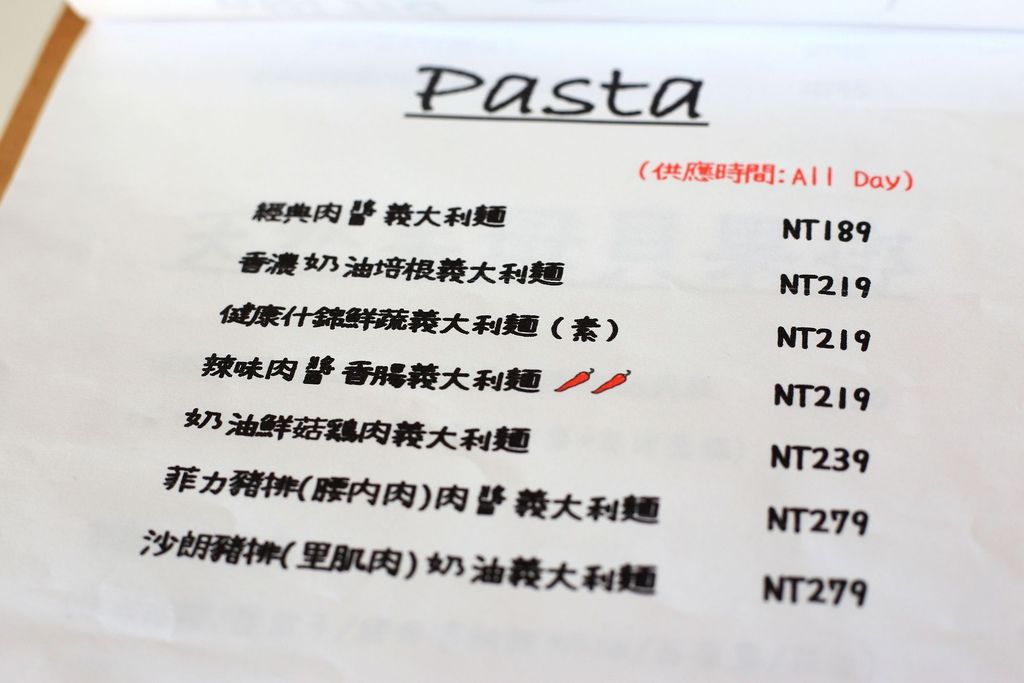 Pasta
(供應時間:All Day)
經典肉醬義大利麵 NT189
香濃奶油培根義大利麵 NT219
健康什錦鮮蔬義大利麵(素) NT219
辣味肉醬香腸義大利麵 NT219
奶油鮮菇鷄肉義大利麵 NT239
菲力豬排(腰內肉)肉醬義大利麵 NT279
沙朗豬排(里肌肉)奶油義大利麵 NT279